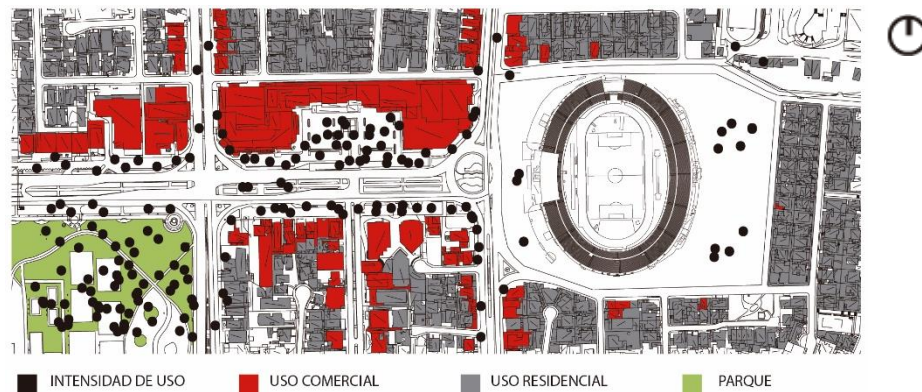 INTENSIDAD DE USO
USO COMERCIAL
USO RESIDENCIAL
PARQUE